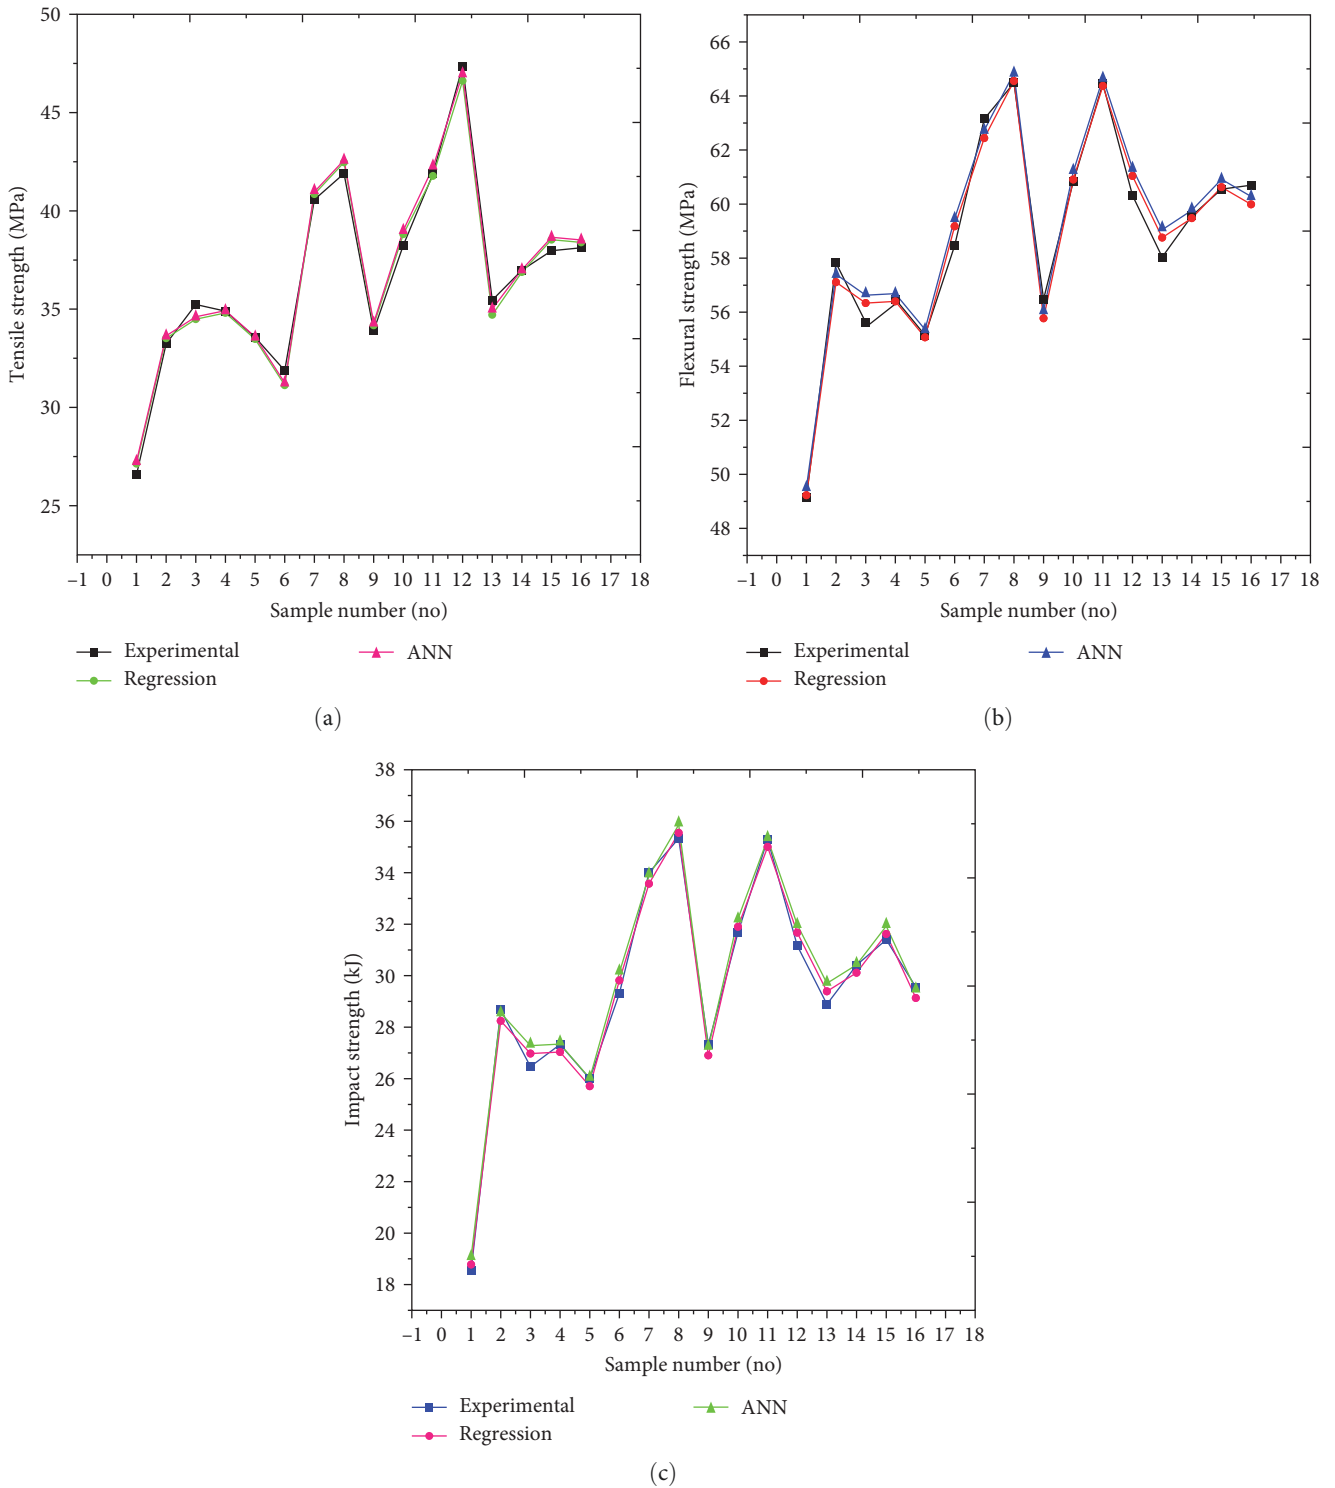 50
45
40
35
30
25
Tensile strength (MPa)
–1 0 1 2 3 4 5 6 7 8 9 10 11 12 13 14 15 16 17 18
Sample number (no)
Experimental
Regression
ANN
(a)
66
64
62
60
58
56
54
52
50
48
Flexural strength (MPa)
–1 0 1 2 3 4 5 6 7 8 9 10 11 12 13 14 15 16 17 18
Sample number (no)
Experimental
Regression
ANN
(b)
38
36
34
32
30
28
26
24
22
20
18
Impact strength (kJ)
–1 0 1 2 3 4 5 6 7 8 9 10 11 12 13 14 15 16 17 18
Sample number (no)
Experimental
Regression
ANN
(c)